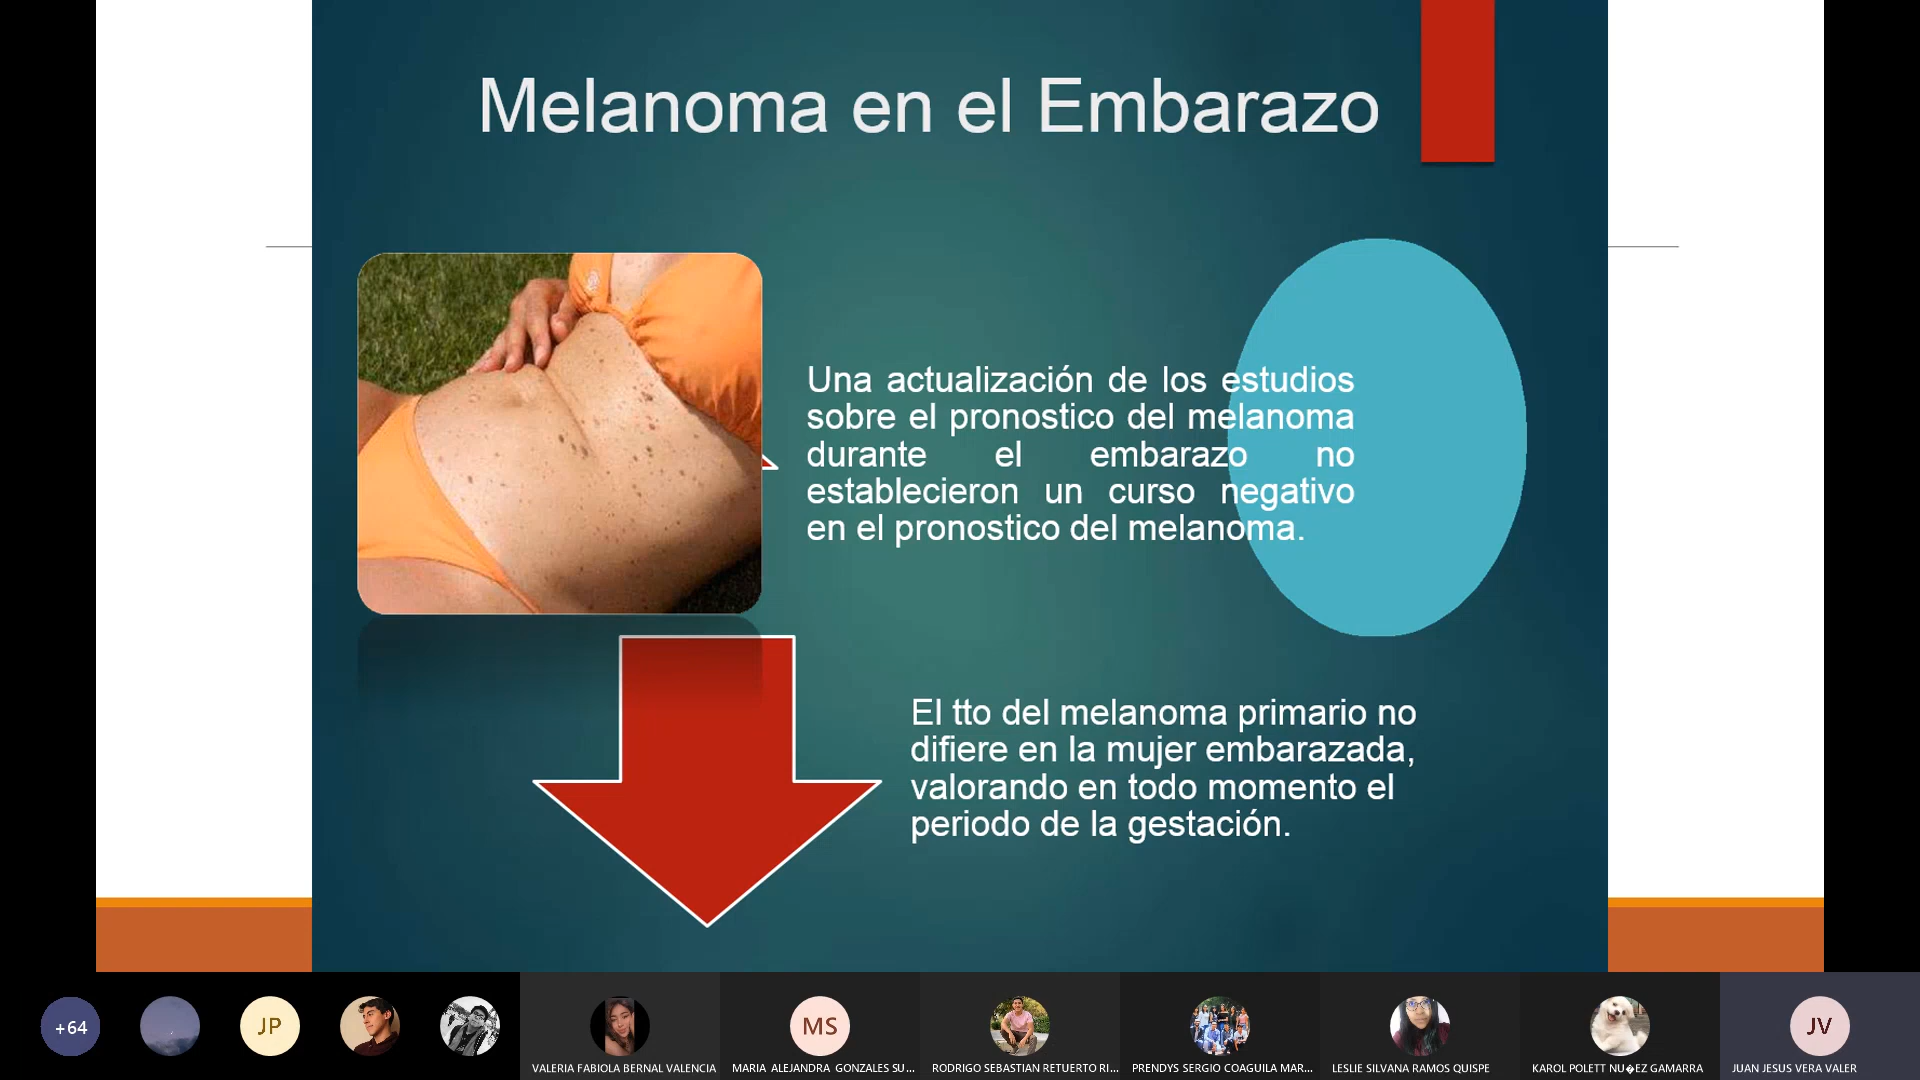 Melanoma en el Embarazo
Una actualización de los estudios
sobre el pronostico del melanoma
durante el embarazo no
establecieron un curso negativo
en el pronostico del melanoma.
El tto del melanoma primario no
difiere en la mujer embarazada,
valorando en todo momento el
periodo de la gestación.
+64
JP
MS
JV
VALERIA FABIOLA BERNAL VALENCIA
MARIA ALEJANDRA GONZALES SU...
RODRIGO SEBASTIAN RETUERTO RI...
PRENDYS SERGIO COAGUILA MAR...
LESLIE SILVANA RAMOS QUISPE
KAROL POLETT NU�EZ GAMARRA
JUAN JESUS VERA VALER